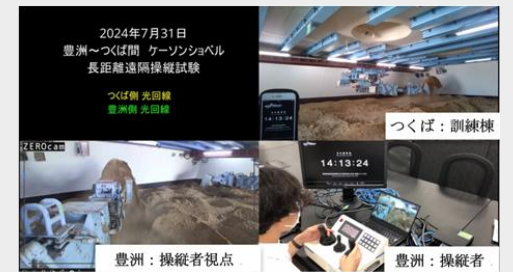 2024年7月31日
豊洲～つくば間 ケーソンショベル
長距離遠隔操縦試験
つくば側 光回線
豊洲側 光回線
14:13:24
つくば：訓練棟
ZEROcam
豊洲：操縦者視点
14:13:24
豊洲：操縦者